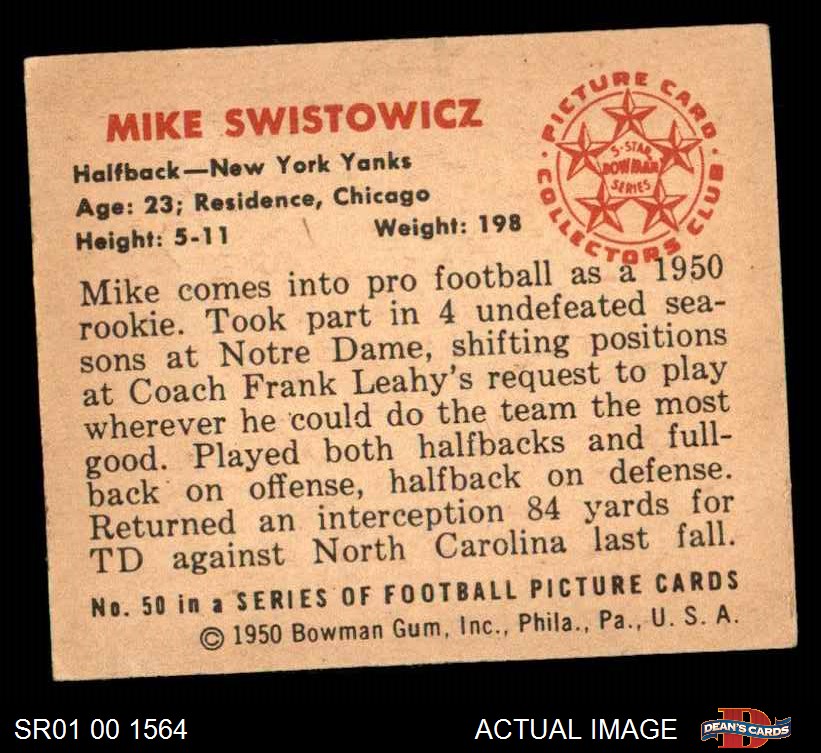 MIKE SWISTOWICZ
Halfback—New York Yanks
Age: 23; Residence, Chicago
Height: 5-11 Weight: 198
PICTURE CARD
COLLECTORS CLUB
5-STAR
BOWMAN
SERIES
Mike comes into pro football as a 1950
rookie. Took part in 4 undefeated sea-
sons at Notre Dame, shifting positions
at Coach Frank Leahy's request to play
wherever he could do the team the most
good. Played both halfbacks and full-
back on offense, halfback on defense.
Returned an interception 84 yards for
TD against North Carolina last fall.
No. 50 in a SERIES OF FOOTBALL PICTURE CARDS
© 1950 Bowman Gum, Inc., Phila., Pa., U. S. A.
SR01 00 1564 ACTUAL IMAGE
D
DEAN'S CARDS